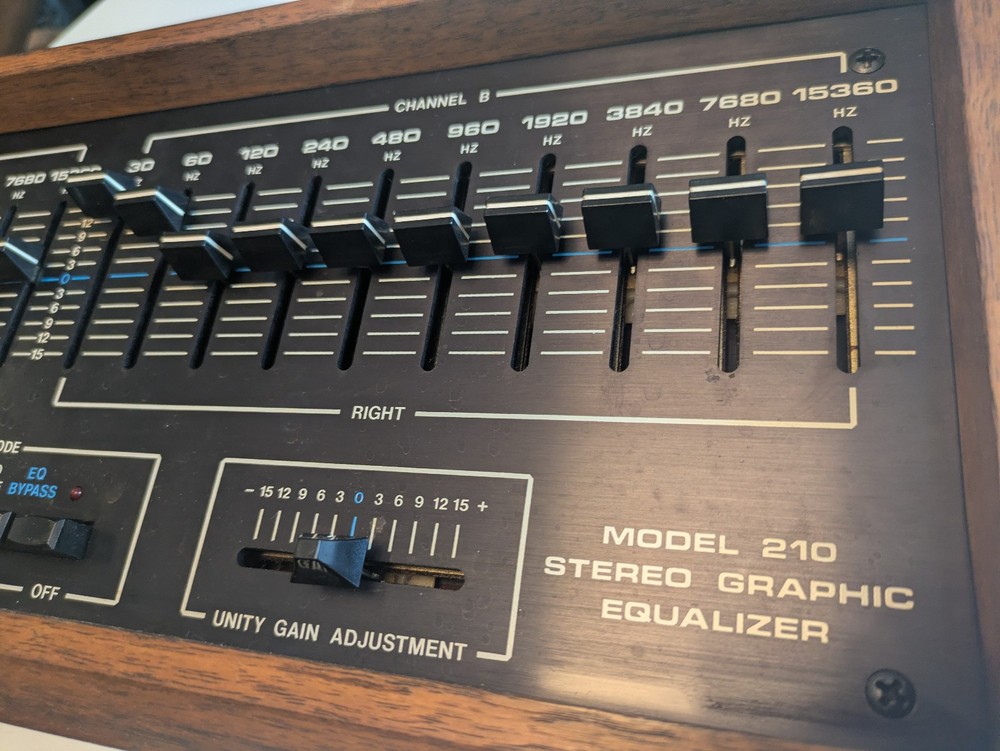 CHANNEL B
7680
HZ
30
60
HZ
120
HZ
240
HZ
480
HZ
960
HZ
1920
HZ
3840
HZ
7680
HZ
15360
HZ
12
9
6
3
0
3
6
9
12
15
RIGHT
EQ
BYPASS
OFF
- 15 12 9 6 3 0 3 6 9 12 15 +
UNITY GAIN ADJUSTMENT
MODEL 210
STEREO GRAPHIC
EQUALIZER